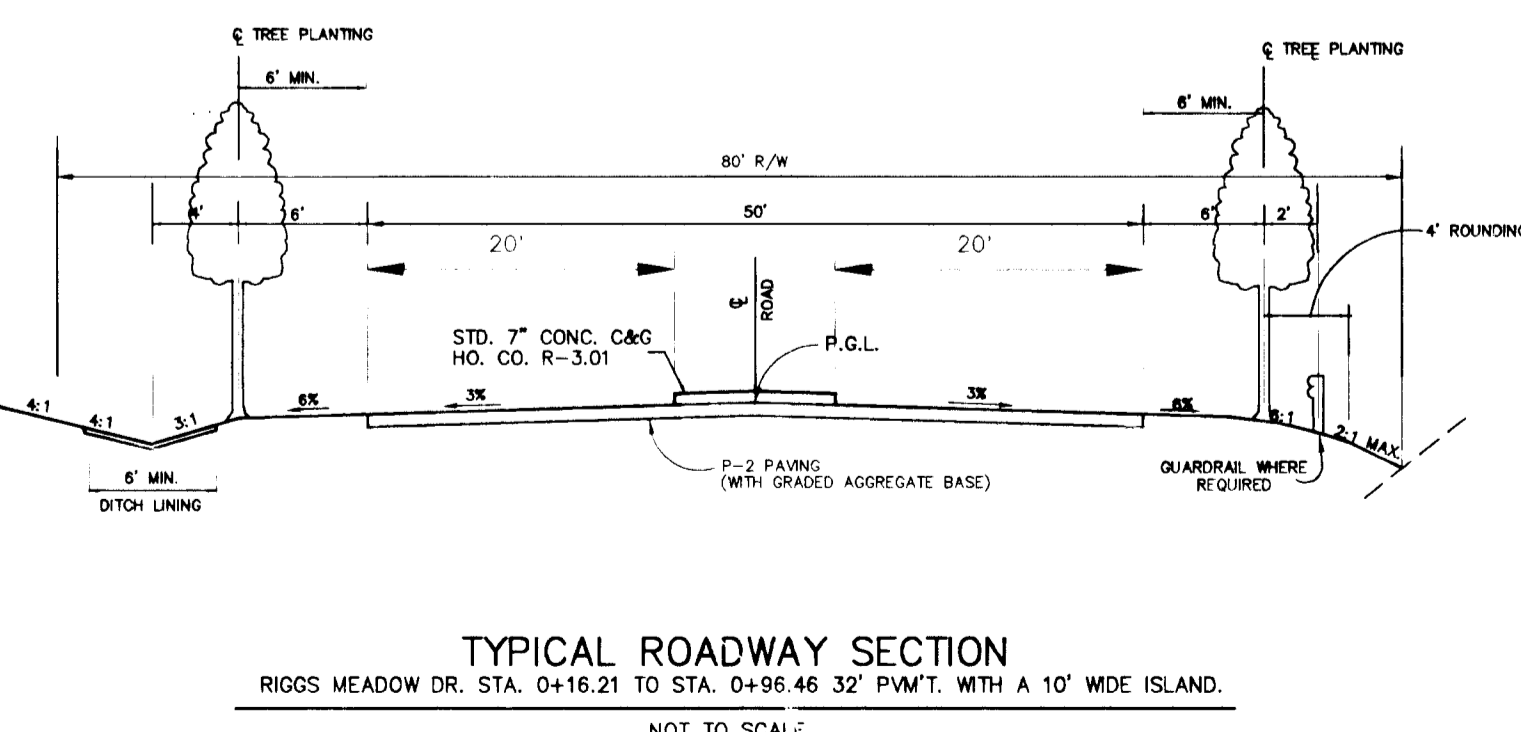 ℄ TREE PLANTING
℄ TREE PLANTING
6' MIN.
6' MIN.
80' R/W
4'
6'
50'
6'
2'
20'
20'
4' ROUNDING
℄ ROAD
STD. 7" CONC. C&G
HO. CO. R-3.01
P.G.L.
4:1
4:1
3:1
6%
3%
3%
6%
6:1
2:1 MAX.
6' MIN.
DITCH LINING
P-2 PAVING
(WITH GRADED AGGREGATE BASE)
GUARDRAIL WHERE
REQUIRED
TYPICAL ROADWAY SECTION
RIGGS MEADOW DR. STA. 0+16.21 TO STA. 0+96.46 32' PVM'T. WITH A 10' WIDE ISLAND.
NOT TO SCALE